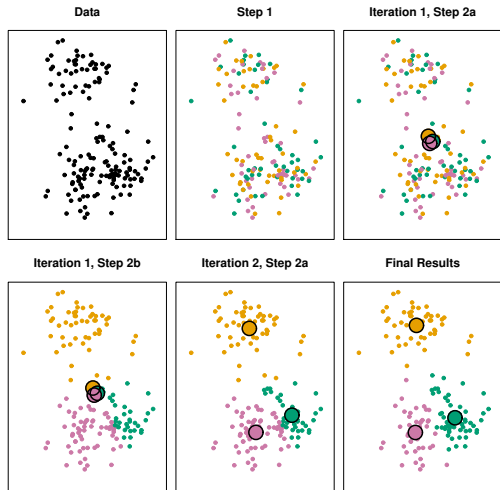 Data
Step 1
Iteration 1, Step 2a
Iteration 1, Step 2b
Iteration 2, Step 2a
Final Results